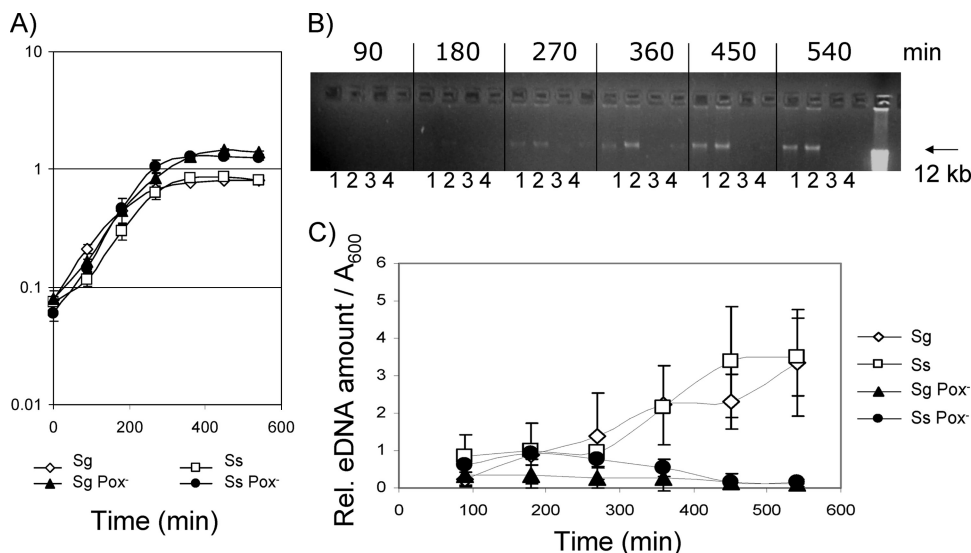 A)
10
1
0.1
0.01
0 200 400 600
Sg Ss
Sg Pox⁻ Ss Pox⁻
Time (min)
B)
90 180 270 360 450 540 min
12 kb
1 2 3 4 1 2 3 4 1 2 3 4 1 2 3 4 1 2 3 4 1 2 3 4
C)
Rel. eDNA amount / A₆₀₀
6
5
4
3
2
1
0
0 100 200 300 400 500 600
Time (min)
Sg
Ss
Sg Pox⁻
Ss Pox⁻